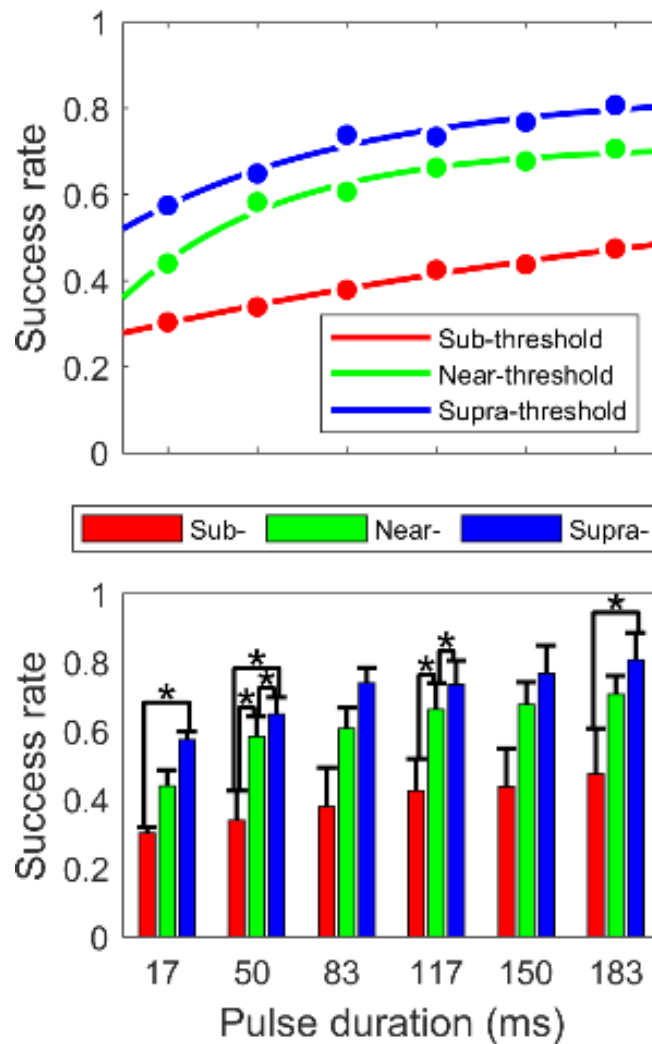 1
0.8
0.6
0.4
0.2
0
Success rate
Sub-threshold
Near-threshold
Supra-threshold
Sub- Near- Supra-
1
0.8
0.6
0.4
0.2
0
Success rate
*
* * * *
* *
*
17 50 83 117 150 183
Pulse duration (ms)